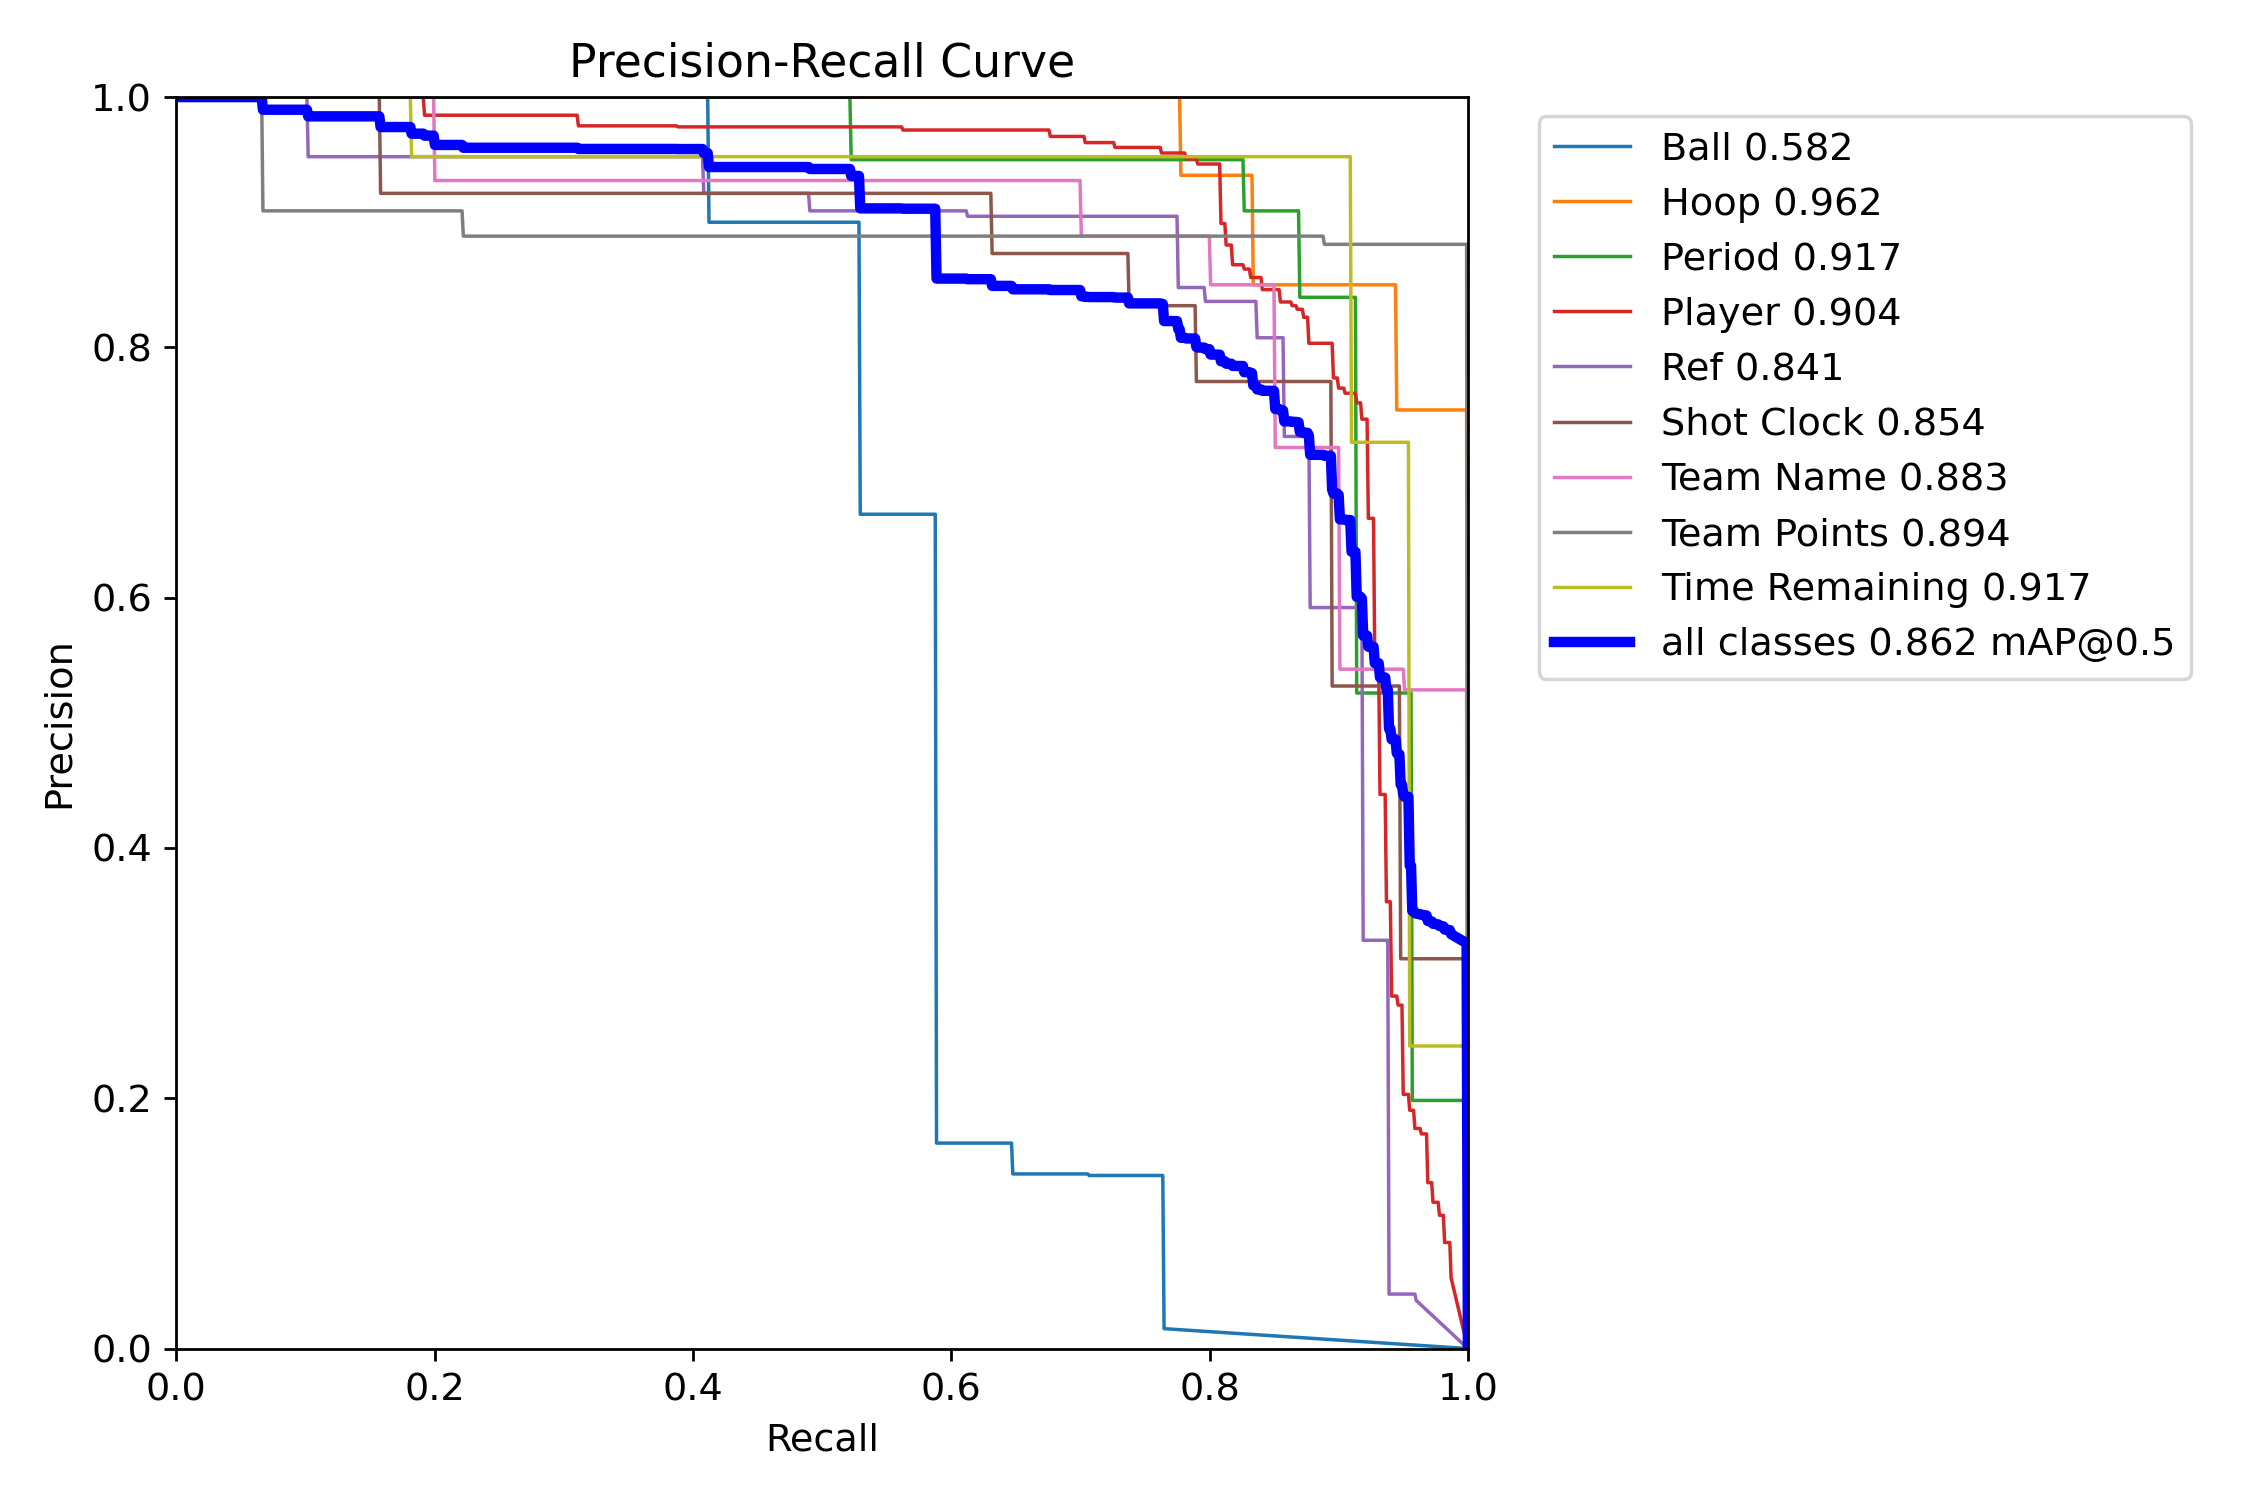 Precision-Recall Curve
1.0
0.8
0.6
0.4
0.2
0.0
Precision
0.0 0.2 0.4 0.6 0.8 1.0
Recall
Ball 0.582
Hoop 0.962
Period 0.917
Player 0.904
Ref 0.841
Shot Clock 0.854
Team Name 0.883
Team Points 0.894
Time Remaining 0.917
all classes 0.862 mAP@0.5